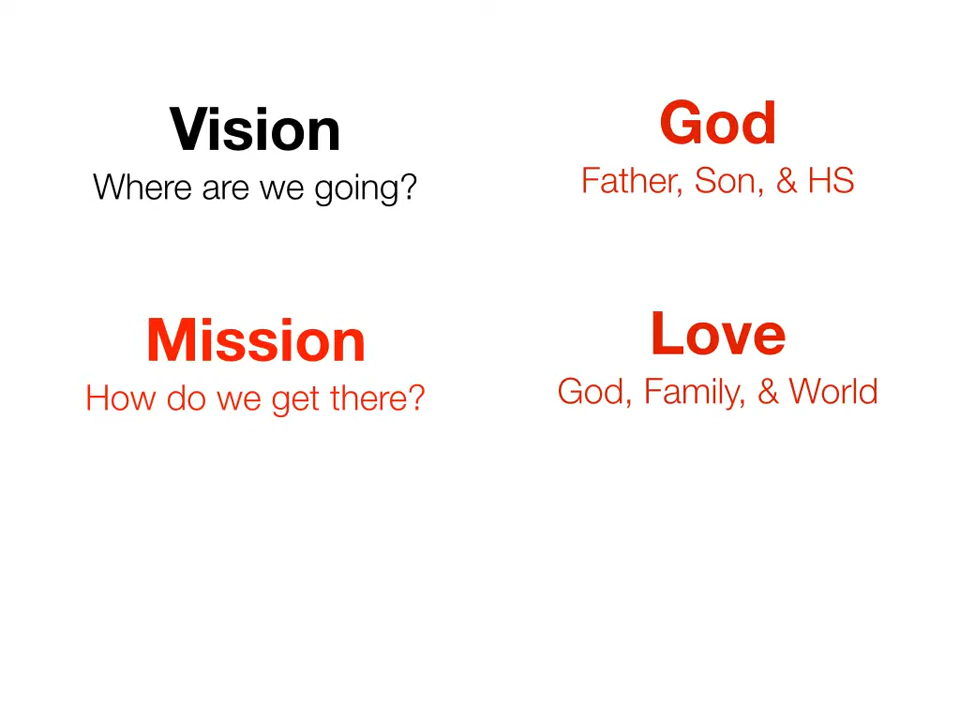 Vision
Where are we going?
God
Father, Son, & HS
Mission
How do we get there?
Love
God, Family, & World